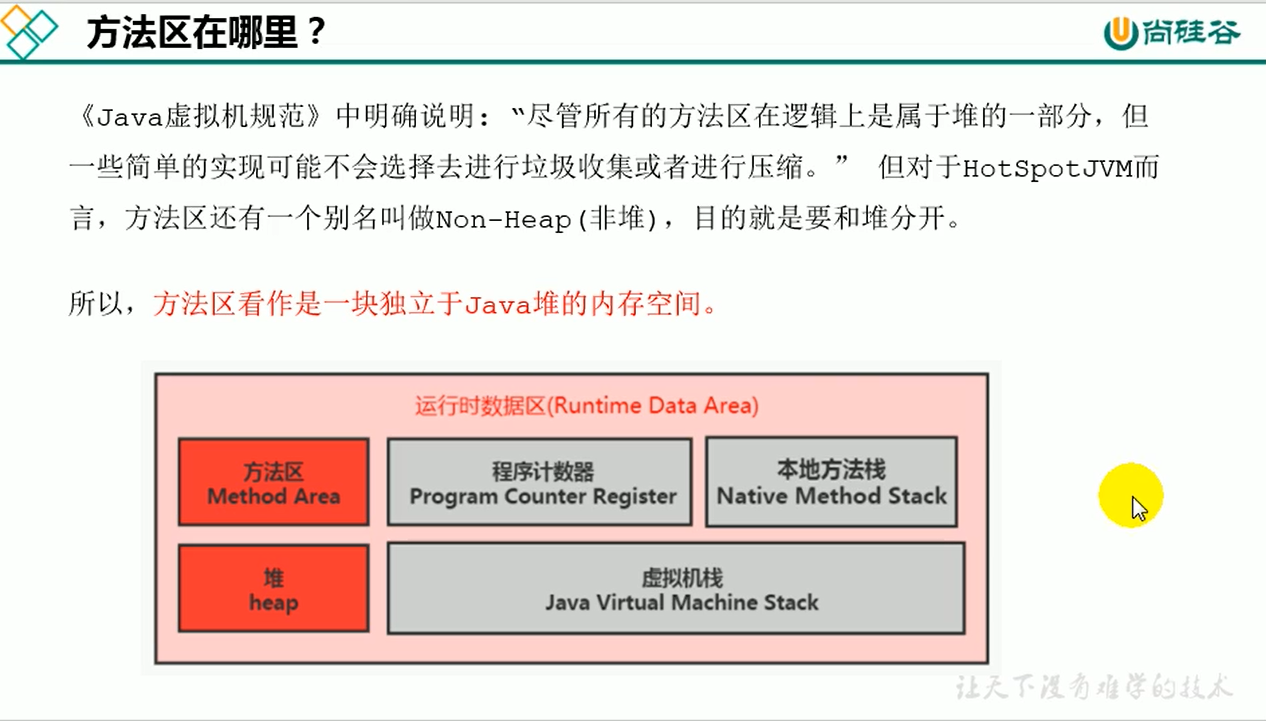 方法区在哪里？
尚硅谷
《Java虚拟机规范》中明确说明：“尽管所有的方法区在逻辑上是属于堆的一部分，但
一些简单的实现可能不会选择去进行垃圾收集或者进行压缩。” 但对于HotSpotJVM而
言，方法区还有一个别名叫做Non-Heap(非堆)，目的就是要和堆分开。
所以，方法区看作是一块独立于Java堆的内存空间。
运行时数据区(Runtime Data Area)
方法区
Method Area
程序计数器
Program Counter Register
本地方法栈
Native Method Stack
堆
heap
虚拟机栈
Java Virtual Machine Stack
让天下没有难学的技术